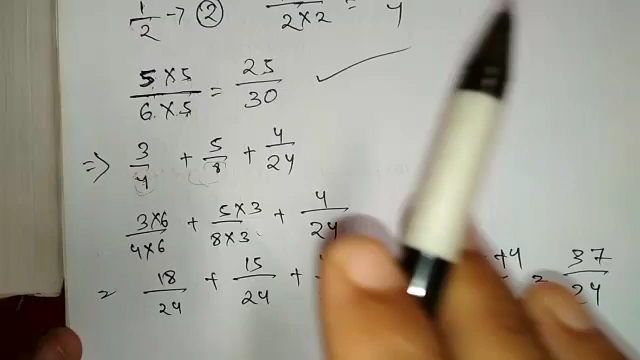 1/2 → ② /2×2 = /4
5×5/6×5 = 25/30 ✓
⇒ 3/4 + 5/8 + 4/24
3×6/4×6 + 5×3/8×3 + 4/24
= 18/24 + 15/24 + +4 = 37/24